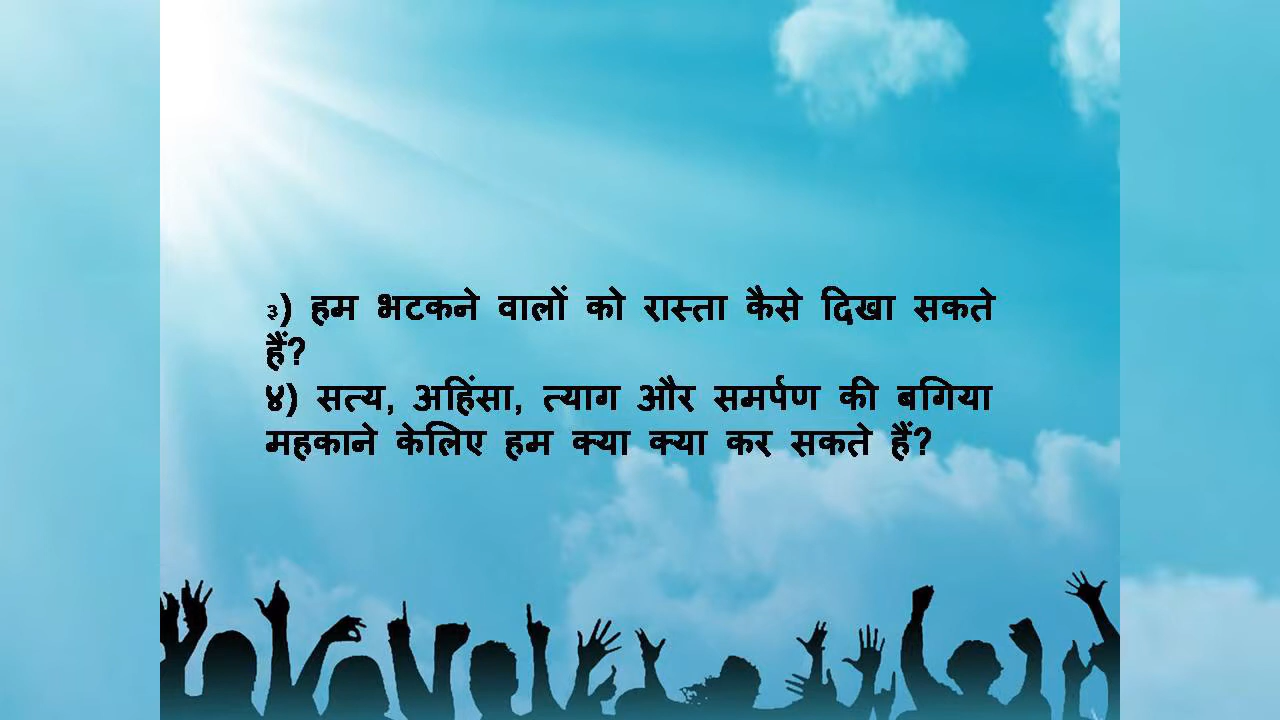 ३) हम भटकने वालों को रास्ता कैसे दिखा सकते
हैं?
४) सत्य, अहिंसा, त्याग और समर्पण की बगिया
महकाने केलिए हम क्या क्या कर सकते हैं?